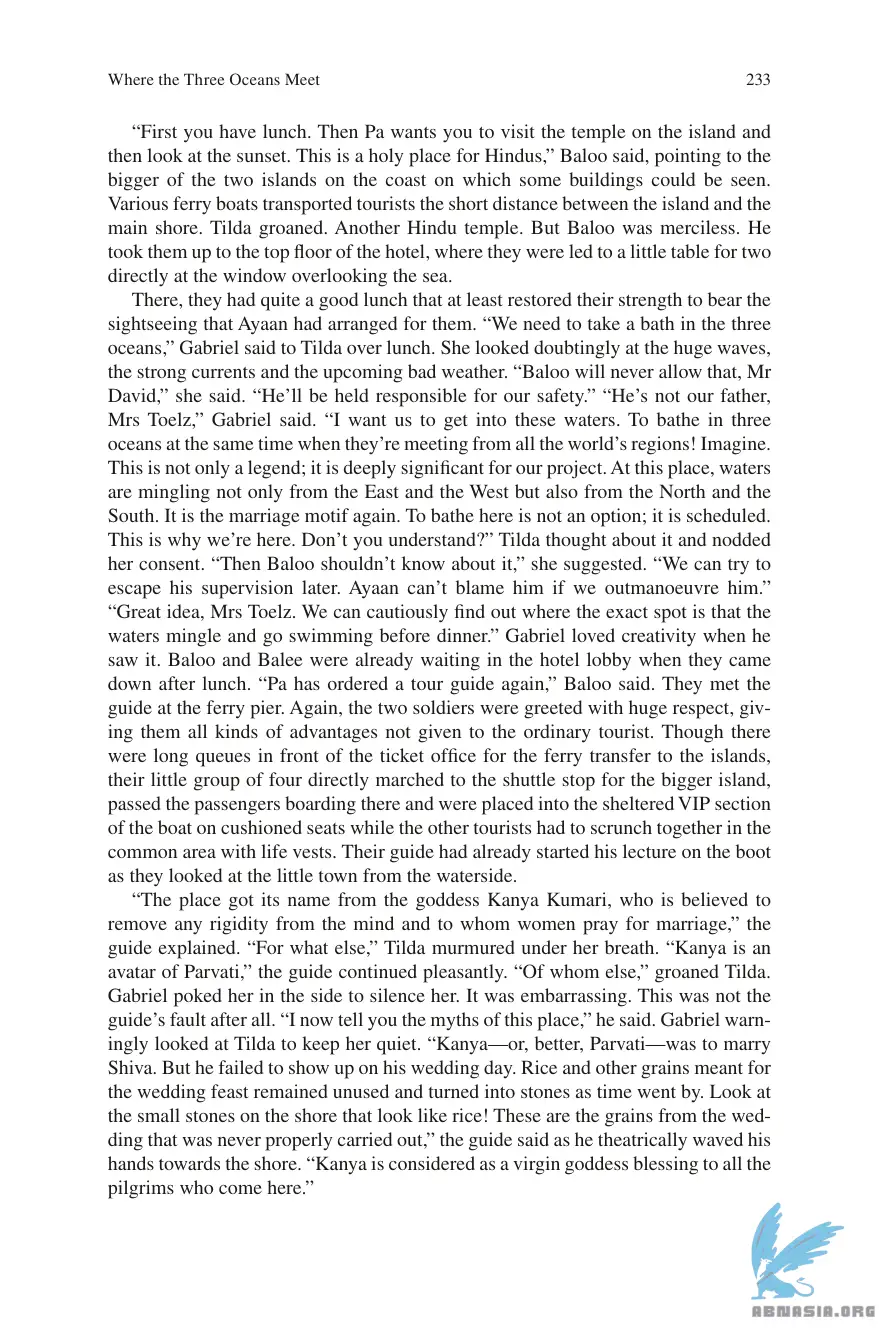 Where the Three Oceans Meet 233
“First you have lunch. Then Pa wants you to visit the temple on the island and
then look at the sunset. This is a holy place for Hindus,” Baloo said, pointing to the
bigger of the two islands on the coast on which some buildings could be seen.
Various ferry boats transported tourists the short distance between the island and the
main shore. Tilda groaned. Another Hindu temple. But Baloo was merciless. He
took them up to the top floor of the hotel, where they were led to a little table for two
directly at the window overlooking the sea.
There, they had quite a good lunch that at least restored their strength to bear the
sightseeing that Ayaan had arranged for them. “We need to take a bath in the three
oceans,” Gabriel said to Tilda over lunch. She looked doubtingly at the huge waves,
the strong currents and the upcoming bad weather. “Baloo will never allow that, Mr
David,” she said. “He’ll be held responsible for our safety.” “He’s not our father,
Mrs Toelz,” Gabriel said. “I want us to get into these waters. To bathe in three
oceans at the same time when they’re meeting from all the world’s regions! Imagine.
This is not only a legend; it is deeply significant for our project. At this place, waters
are mingling not only from the East and the West but also from the North and the
South. It is the marriage motif again. To bathe here is not an option; it is scheduled.
This is why we’re here. Don’t you understand?” Tilda thought about it and nodded
her consent. “Then Baloo shouldn’t know about it,” she suggested. “We can try to
escape his supervision later. Ayaan can’t blame him if we outmanoeuvre him.”
“Great idea, Mrs Toelz. We can cautiously find out where the exact spot is that the
waters mingle and go swimming before dinner.” Gabriel loved creativity when he
saw it. Baloo and Balee were already waiting in the hotel lobby when they came
down after lunch. “Pa has ordered a tour guide again,” Baloo said. They met the
guide at the ferry pier. Again, the two soldiers were greeted with huge respect, giv-
ing them all kinds of advantages not given to the ordinary tourist. Though there
were long queues in front of the ticket office for the ferry transfer to the islands,
their little group of four directly marched to the shuttle stop for the bigger island,
passed the passengers boarding there and were placed into the sheltered VIP section
of the boat on cushioned seats while the other tourists had to scrunch together in the
common area with life vests. Their guide had already started his lecture on the boot
as they looked at the little town from the waterside.
“The place got its name from the goddess Kanya Kumari, who is believed to
remove any rigidity from the mind and to whom women pray for marriage,” the
guide explained. “For what else,” Tilda murmured under her breath. “Kanya is an
avatar of Parvati,” the guide continued pleasantly. “Of whom else,” groaned Tilda.
Gabriel poked her in the side to silence her. It was embarrassing. This was not the
guide’s fault after all. “I now tell you the myths of this place,” he said. Gabriel warn-
ingly looked at Tilda to keep her quiet. “Kanya—or, better, Parvati—was to marry
Shiva. But he failed to show up on his wedding day. Rice and other grains meant for
the wedding feast remained unused and turned into stones as time went by. Look at
the small stones on the shore that look like rice! These are the grains from the wed-
ding that was never properly carried out,” the guide said as he theatrically waved his
hands towards the shore. “Kanya is considered as a virgin goddess blessing to all the
pilgrims who come here.”
ABNASIA.ORG